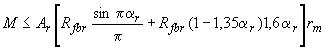 M ≤ A_r [ R_fbr (sin πα_r / π) + R_fbr (1−1,35α_r)1,6α_r ] r_m